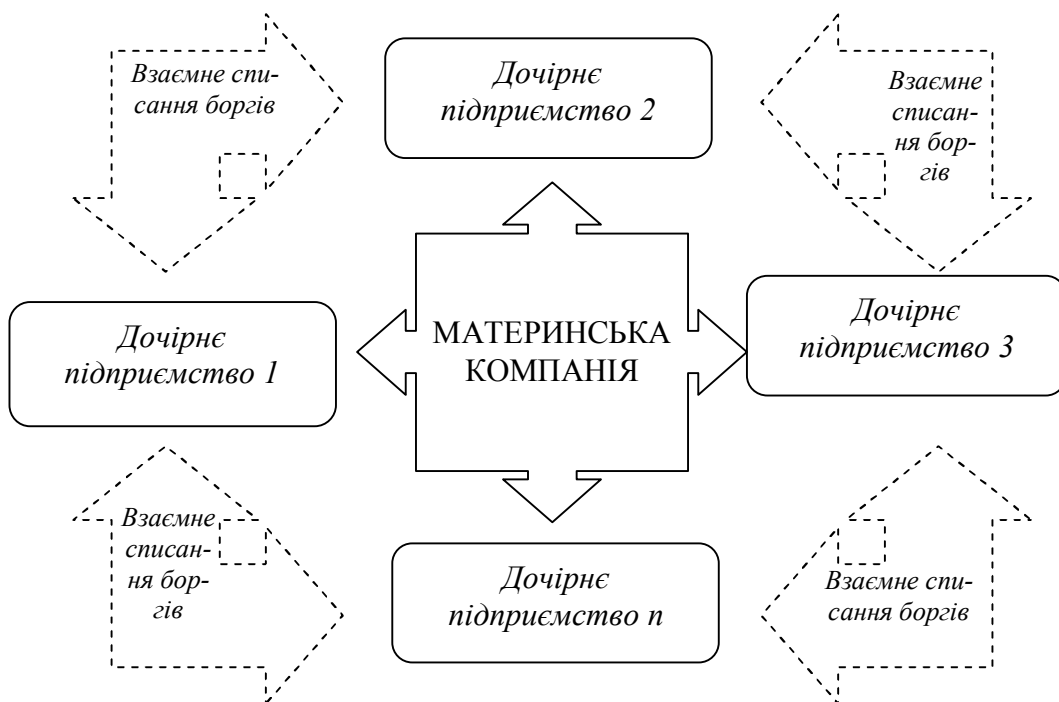 Взаємне спи-
сання боргів
Дочірнє
підприємство 2
Взаємне
списан-
ня бор-
гів
Дочірнє
підприємство 1
МАТЕРИНСЬКА
КОМПАНІЯ
Дочірнє
підприємство 3
Взаємне
списан-
ня бор-
гів
Дочірнє
підприємство n
Взаємне спи-
сання боргів